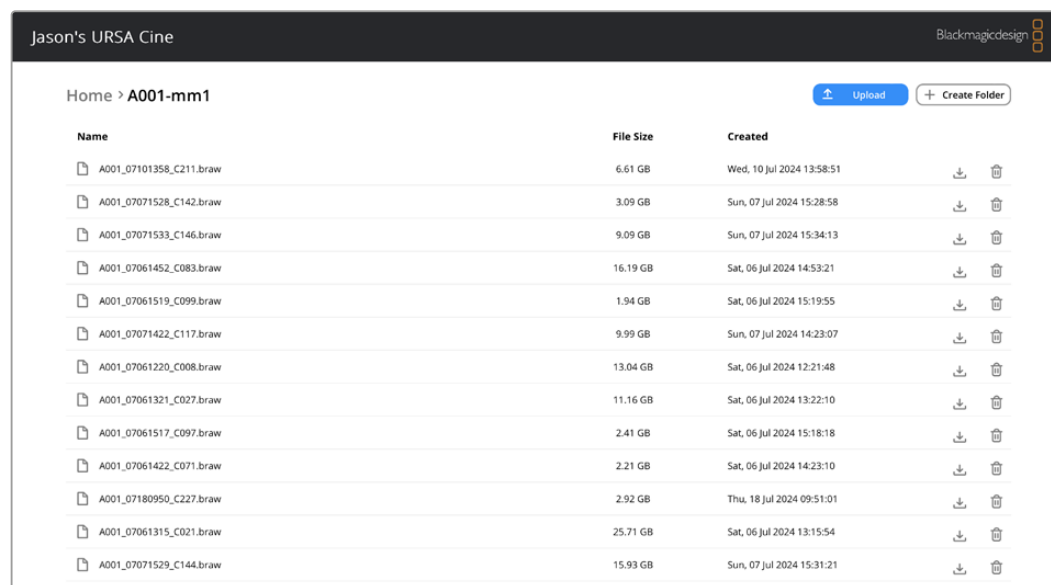 Jason's URSA Cine
Blackmagicdesign
Home > A001-mm1
Upload
Create Folder
Name File Size Created
A001_07101358_C211.braw 6.61 GB Wed, 10 Jul 2024 13:58:51
A001_07071528_C142.braw 3.09 GB Sun, 07 Jul 2024 15:28:58
A001_07071533_C146.braw 9.09 GB Sun, 07 Jul 2024 15:34:13
A001_07061452_C083.braw 16.19 GB Sat, 06 Jul 2024 14:53:21
A001_07061519_C099.braw 1.94 GB Sat, 06 Jul 2024 15:19:55
A001_07071422_C117.braw 9.99 GB Sun, 07 Jul 2024 14:23:07
A001_07061220_C008.braw 13.04 GB Sat, 06 Jul 2024 12:21:48
A001_07061321_C027.braw 11.16 GB Sat, 06 Jul 2024 13:22:10
A001_07061517_C097.braw 2.41 GB Sat, 06 Jul 2024 15:18:18
A001_07061422_C071.braw 2.21 GB Sat, 06 Jul 2024 14:23:10
A001_07180950_C227.braw 2.92 GB Thu, 18 Jul 2024 09:51:01
A001_07061315_C021.braw 25.71 GB Sat, 06 Jul 2024 13:15:54
A001_07071529_C144.braw 15.93 GB Sun, 07 Jul 2024 15:31:21